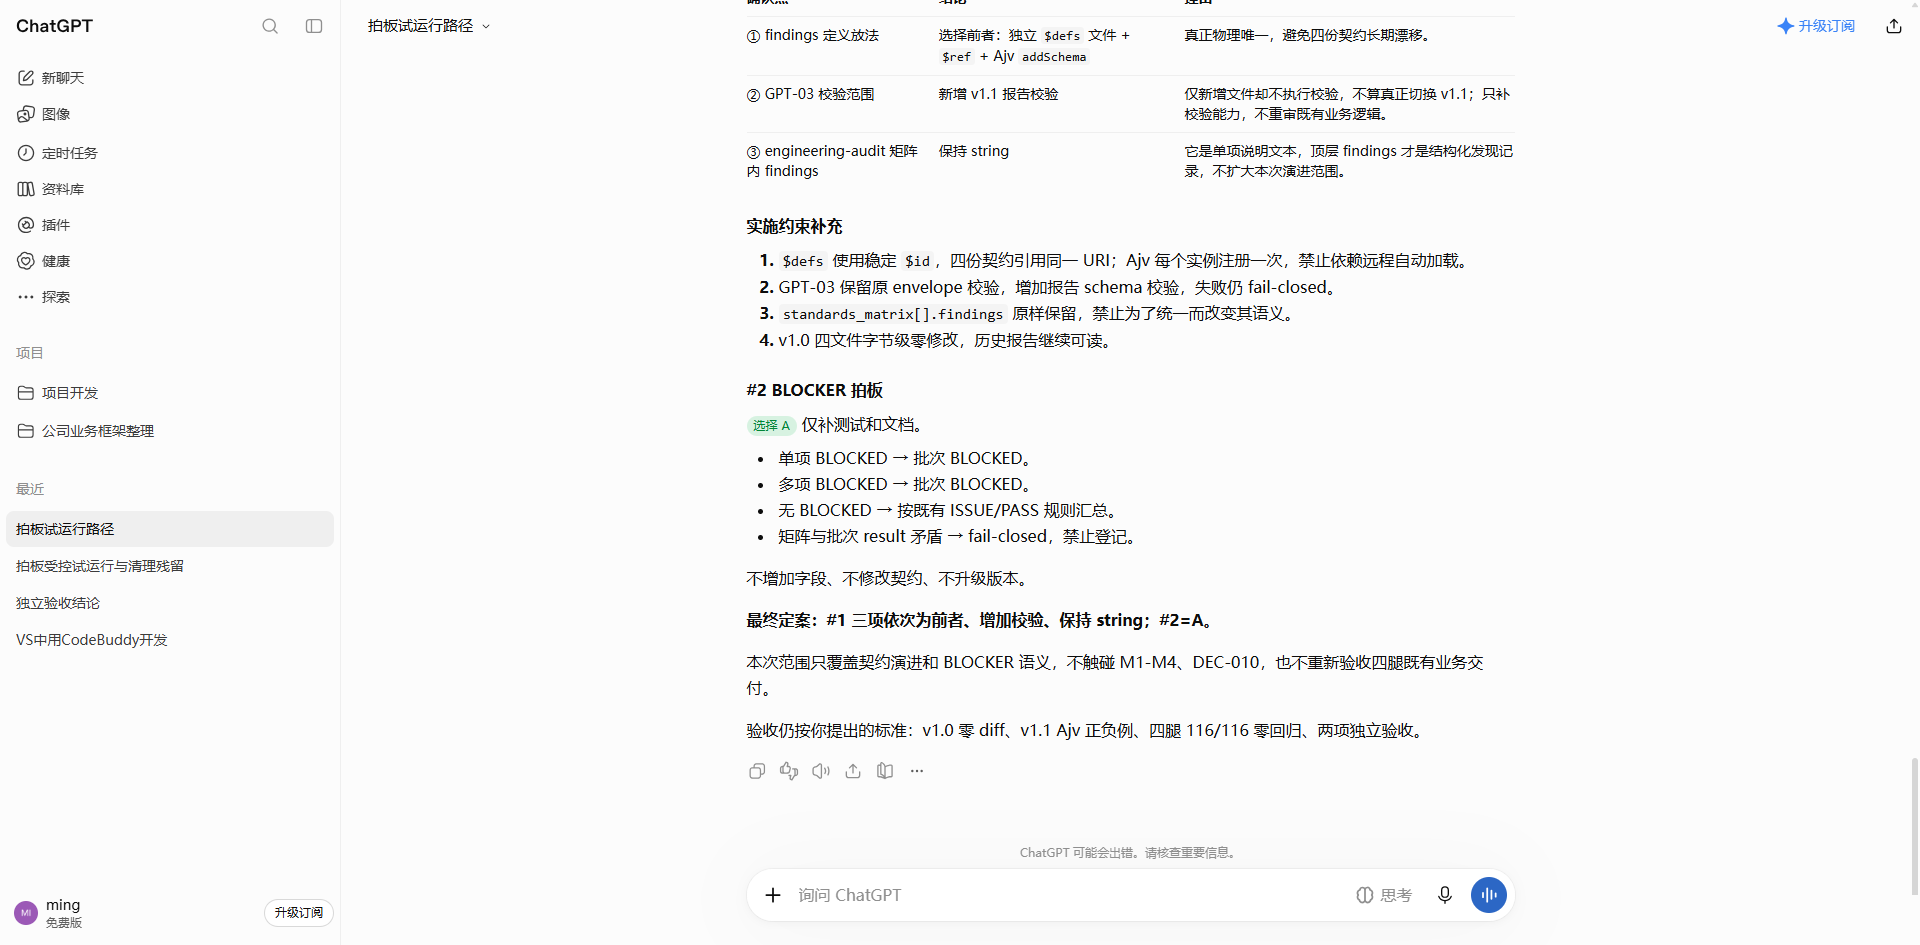 ChatGPT
新聊天
图像
定时任务
资料库
插件
健康
探索
项目
项目开发
公司业务框架整理
最近
拍板试运行路径
拍板受控试运行与清理残留
独立验收结论
VS中用CodeBuddy开发
MI
ming
免费版
升级订阅
拍板试运行路径
升级订阅
① findings 定义放法
选择前者：独立 $defs 文件 +
$ref + Ajv addSchema
真正物理唯一，避免四份契约长期漂移。
② GPT-03 校验范围
新增 v1.1 报告校验
仅新增文件却不执行校验，不算真正切换 v1.1；只补
校验能力，不重审既有业务逻辑。
③ engineering-audit 矩阵
内 findings
保持 string
它是单项说明文本，顶层 findings 才是结构化发现记
录，不扩大本次演进范围。
实施约束补充
1. $defs 使用稳定 $id，四份契约引用同一 URI；Ajv 每个实例注册一次，禁止依赖远程自动加载。
2. GPT-03 保留原 envelope 校验，增加报告 schema 校验，失败仍 fail-closed。
3. standards_matrix[].findings 原样保留，禁止为了统一而改变其语义。
4. v1.0 四文件字节级零修改，历史报告继续可读。
#2 BLOCKER 拍板
选择 A 仅补测试和文档。
• 单项 BLOCKED → 批次 BLOCKED。
• 多项 BLOCKED → 批次 BLOCKED。
• 无 BLOCKED → 按既有 ISSUE/PASS 规则汇总。
• 矩阵与批次 result 矛盾 → fail-closed，禁止登记。
不增加字段、不修改契约、不升级版本。
最终定案：#1 三项依次为前者、增加校验、保持 string；#2=A。
本次范围只覆盖契约演进和 BLOCKER 语义，不触碰 M1-M4、DEC-010，也不重新验收四腿既有业务交
付。
验收仍按你提出的标准：v1.0 零 diff、v1.1 Ajv 正负例、四腿 116/116 零回归、两项独立验收。
ChatGPT 可能会出错。请核查重要信息。
询问 ChatGPT
思考